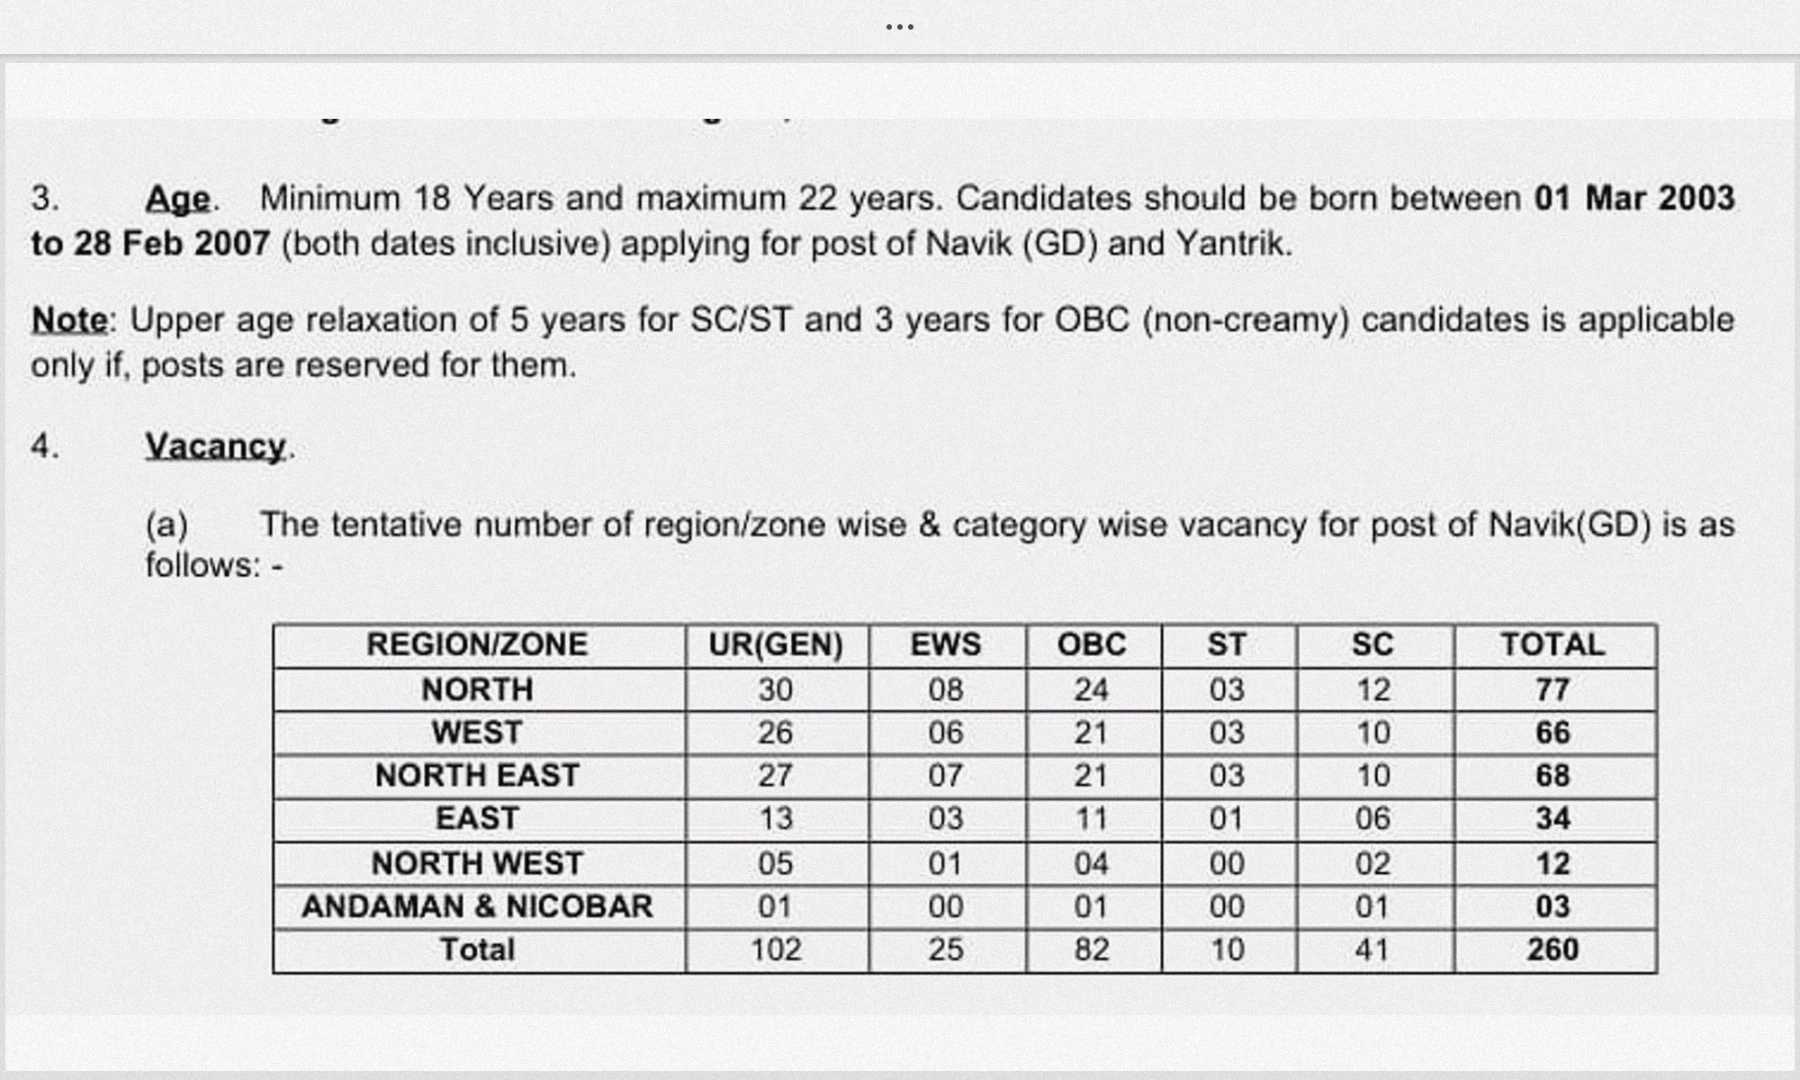 3. Age. Minimum 18 Years and maximum 22 years. Candidates should be born between 01 Mar 2003
to 28 Feb 2007 (both dates inclusive) applying for post of Navik (GD) and Yantrik.
Note: Upper age relaxation of 5 years for SC/ST and 3 years for OBC (non-creamy) candidates is applicable
only if, posts are reserved for them.
4. Vacancy.
(a) The tentative number of region/zone wise & category wise vacancy for post of Navik(GD) is as
follows: -
REGION/ZONE UR(GEN) EWS OBC ST SC TOTAL
NORTH 30 08 24 03 12 77
WEST 26 06 21 03 10 66
NORTH EAST 27 07 21 03 10 68
EAST 13 03 11 01 06 34
NORTH WEST 05 01 04 00 02 12
ANDAMAN & NICOBAR 01 00 01 00 01 03
Total 102 25 82 10 41 260